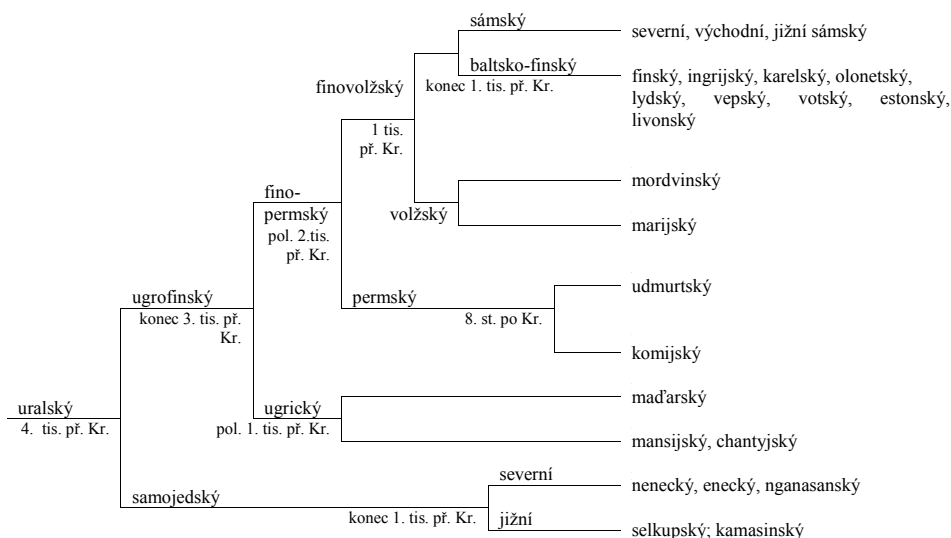 sámský
severní, východní, jižní sámský
baltsko-finský
finovolžský
konec 1. tis. př. Kr.
finský, ingrijský, karelský, olonetský,
lydský, vepský, votský, estonský,
livonský
1 tis.
př. Kr.
mordvinský
fino-
permský
pol. 2.tis.
př. Kr.
volžský
marijský
udmurtský
ugrofinský
permský
konec 3. tis. př.
Kr.
8. st. po Kr.
komijský
maďarský
uralský
ugrický
4. tis. př. Kr.
pol. 1. tis. př. Kr.
mansijský, chantyjský
severní
samojedský
nenecký, enecký, nganasanský
konec 1. tis. př. Kr.
jižní
selkupský; kamasinský